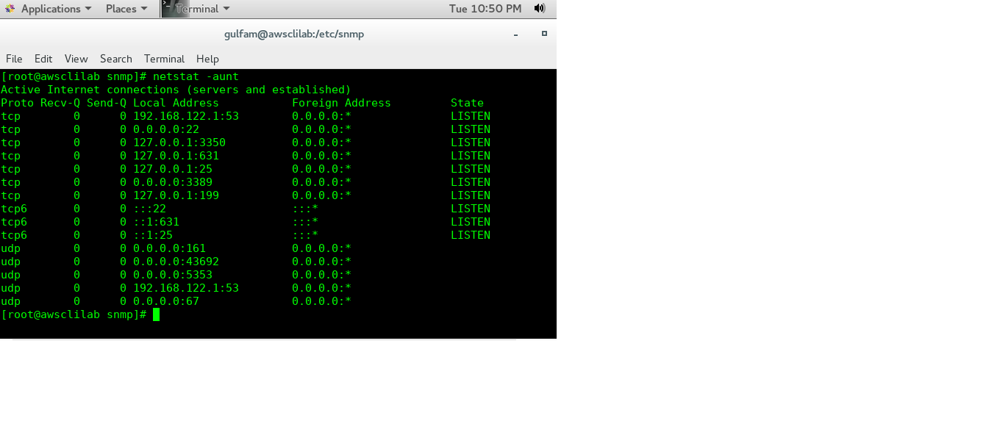 Applications Places Terminal Tue 10:50 PM
gulfam@awsclilab:/etc/snmp
File Edit View Search Terminal Help
[root@awsclilab snmp]# netstat -aunt
Active Internet connections (servers and established)
Proto Recv-Q Send-Q Local Address           Foreign Address         State
tcp        0      0 192.168.122.1:53        0.0.0.0:*               LISTEN
tcp        0      0 0.0.0.0:22              0.0.0.0:*               LISTEN
tcp        0      0 127.0.0.1:3350          0.0.0.0:*               LISTEN
tcp        0      0 127.0.0.1:631           0.0.0.0:*               LISTEN
tcp        0      0 127.0.0.1:25            0.0.0.0:*               LISTEN
tcp        0      0 0.0.0.0:3389            0.0.0.0:*               LISTEN
tcp        0      0 127.0.0.1:199           0.0.0.0:*               LISTEN
tcp6       0      0 :::22                   :::*                    LISTEN
tcp6       0      0 ::1:631                 :::*                    LISTEN
tcp6       0      0 ::1:25                  :::*                    LISTEN
udp        0      0 0.0.0.0:161             0.0.0.0:*
udp        0      0 0.0.0.0:43692           0.0.0.0:*
udp        0      0 0.0.0.0:5353            0.0.0.0:*
udp        0      0 192.168.122.1:53        0.0.0.0:*
udp        0      0 0.0.0.0:67              0.0.0.0:*
[root@awsclilab snmp]#